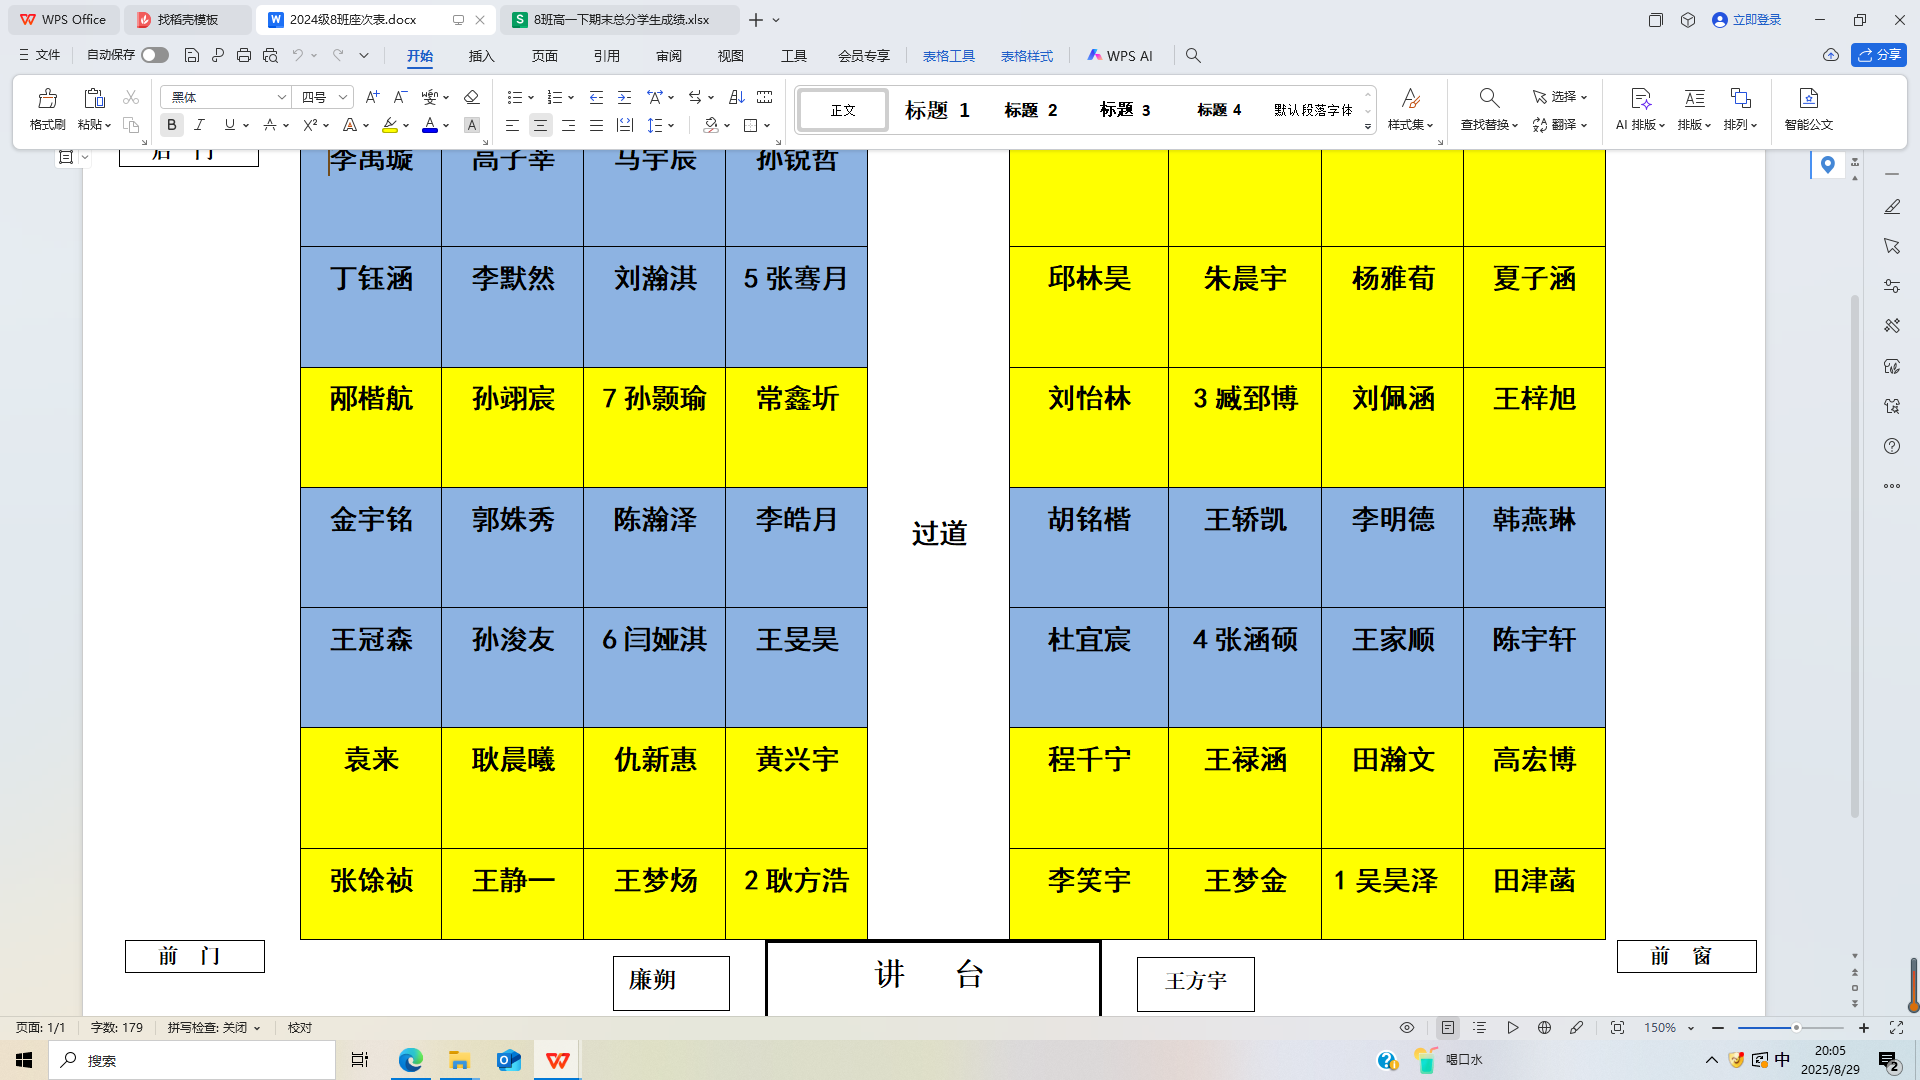 WPS Office 找稻壳模板 2024级8班座次表.docx 8班高一下期末总分学生成绩.xlsx 立即登录
文件 自动保存 开始 插入 页面 引用 审阅 视图 工具 会员专享 表格工具 表格样式 WPS AI 分享
格式刷 粘贴 黑体 四号 正文 标题 1 标题 2 标题 3 标题 4 默认段落字体 样式集 查找替换 选择 翻译 AI 排版 排版 排列 智能公文
后 门
李禹璇 高子莘 马宇辰 孙锐哲
丁钰涵 李默然 刘瀚淇 5 张骞月 邱林昊 朱晨宇 杨雅荀 夏子涵
邴楷航 孙翊宸 7 孙颢瑜 常鑫圻 刘怡林 3 臧郅博 刘佩涵 王梓旭
金宇铭 郭姝秀 陈瀚泽 李皓月 胡铭楷 王轿凯 李明德 韩燕琳
过道
王冠森 孙浚友 6 闫娅淇 王旻昊 杜宜宸 4 张涵硕 王家顺 陈宇轩
袁来 耿晨曦 仇新惠 黄兴宇 程千宁 王禄涵 田瀚文 高宏博
张馀祯 王静一 王梦炀 2 耿方浩 李笑宇 王梦金 1 吴昊泽 田津菡
前 门 廉朔 讲 台 王方宇 前 窗
页面: 1/1 字数: 179 拼写检查: 关闭 校对 150%
搜索 喝口水 中 20:05
2025/8/29 2